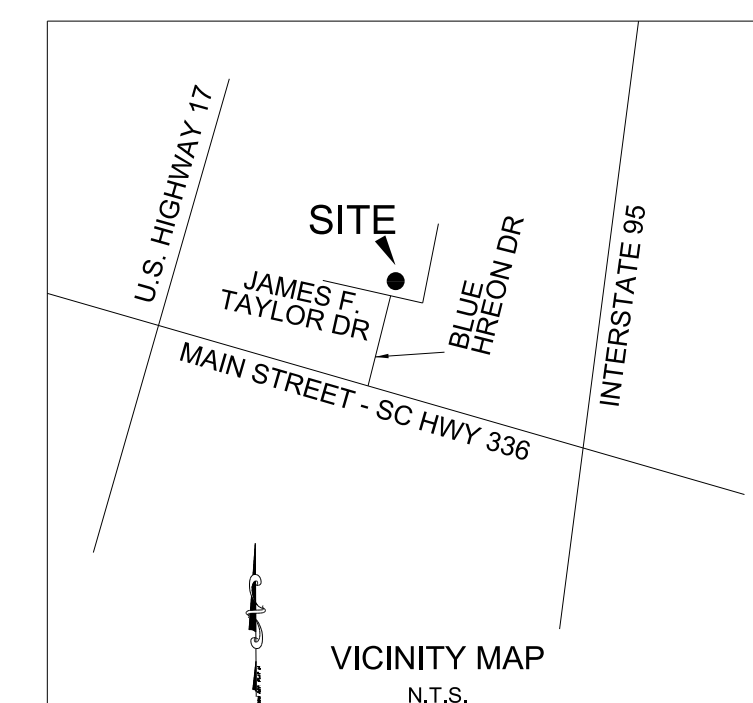 U.S. HIGHWAY 17
SITE
JAMES F.
TAYLOR DR
BLUE
HREON DR
INTERSTATE 95
MAIN STREET - SC HWY 336
VICINITY MAP
N.T.S.